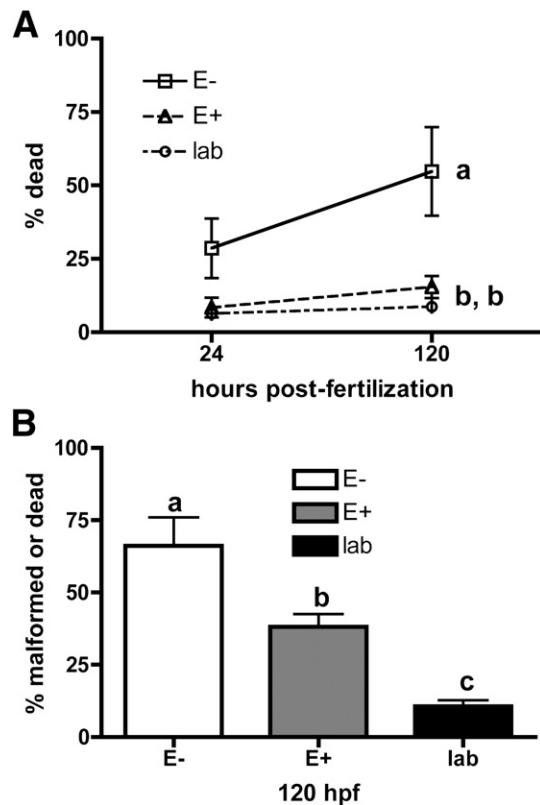 A
100
75
50
25
0
% dead
E-
E+
lab
a
b, b
24
120
hours post-fertilization
B
100
75
50
25
0
% malformed or dead
E-
E+
lab
a
b
c
E-
E+
lab
120 hpf